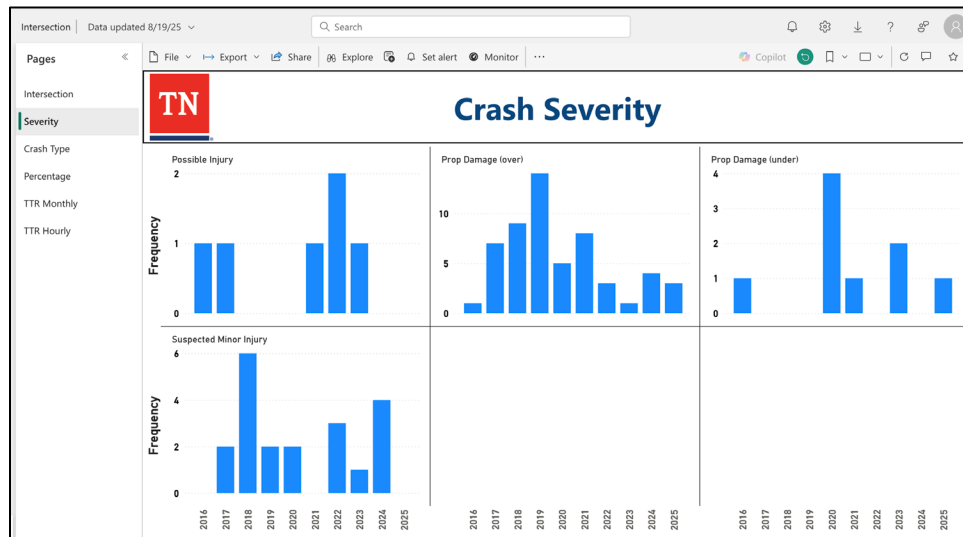 Intersection | Data updated 8/19/25
Search
Pages
File
Export
Share
Explore
Set alert
Monitor
...
Copilot
Intersection
Severity
Crash Type
Percentage
TTR Monthly
TTR Hourly
TN
Crash Severity
Possible Injury
2
1
0
Frequency
Prop Damage (over)
10
5
0
Prop Damage (under)
4
3
2
1
0
Suspected Minor Injury
6
4
2
0
Frequency
2016 2017 2018 2019 2020 2021 2022 2023 2024 2025
2016 2017 2018 2019 2020 2021 2022 2023 2024 2025
2016 2017 2018 2019 2020 2021 2022 2023 2024 2025